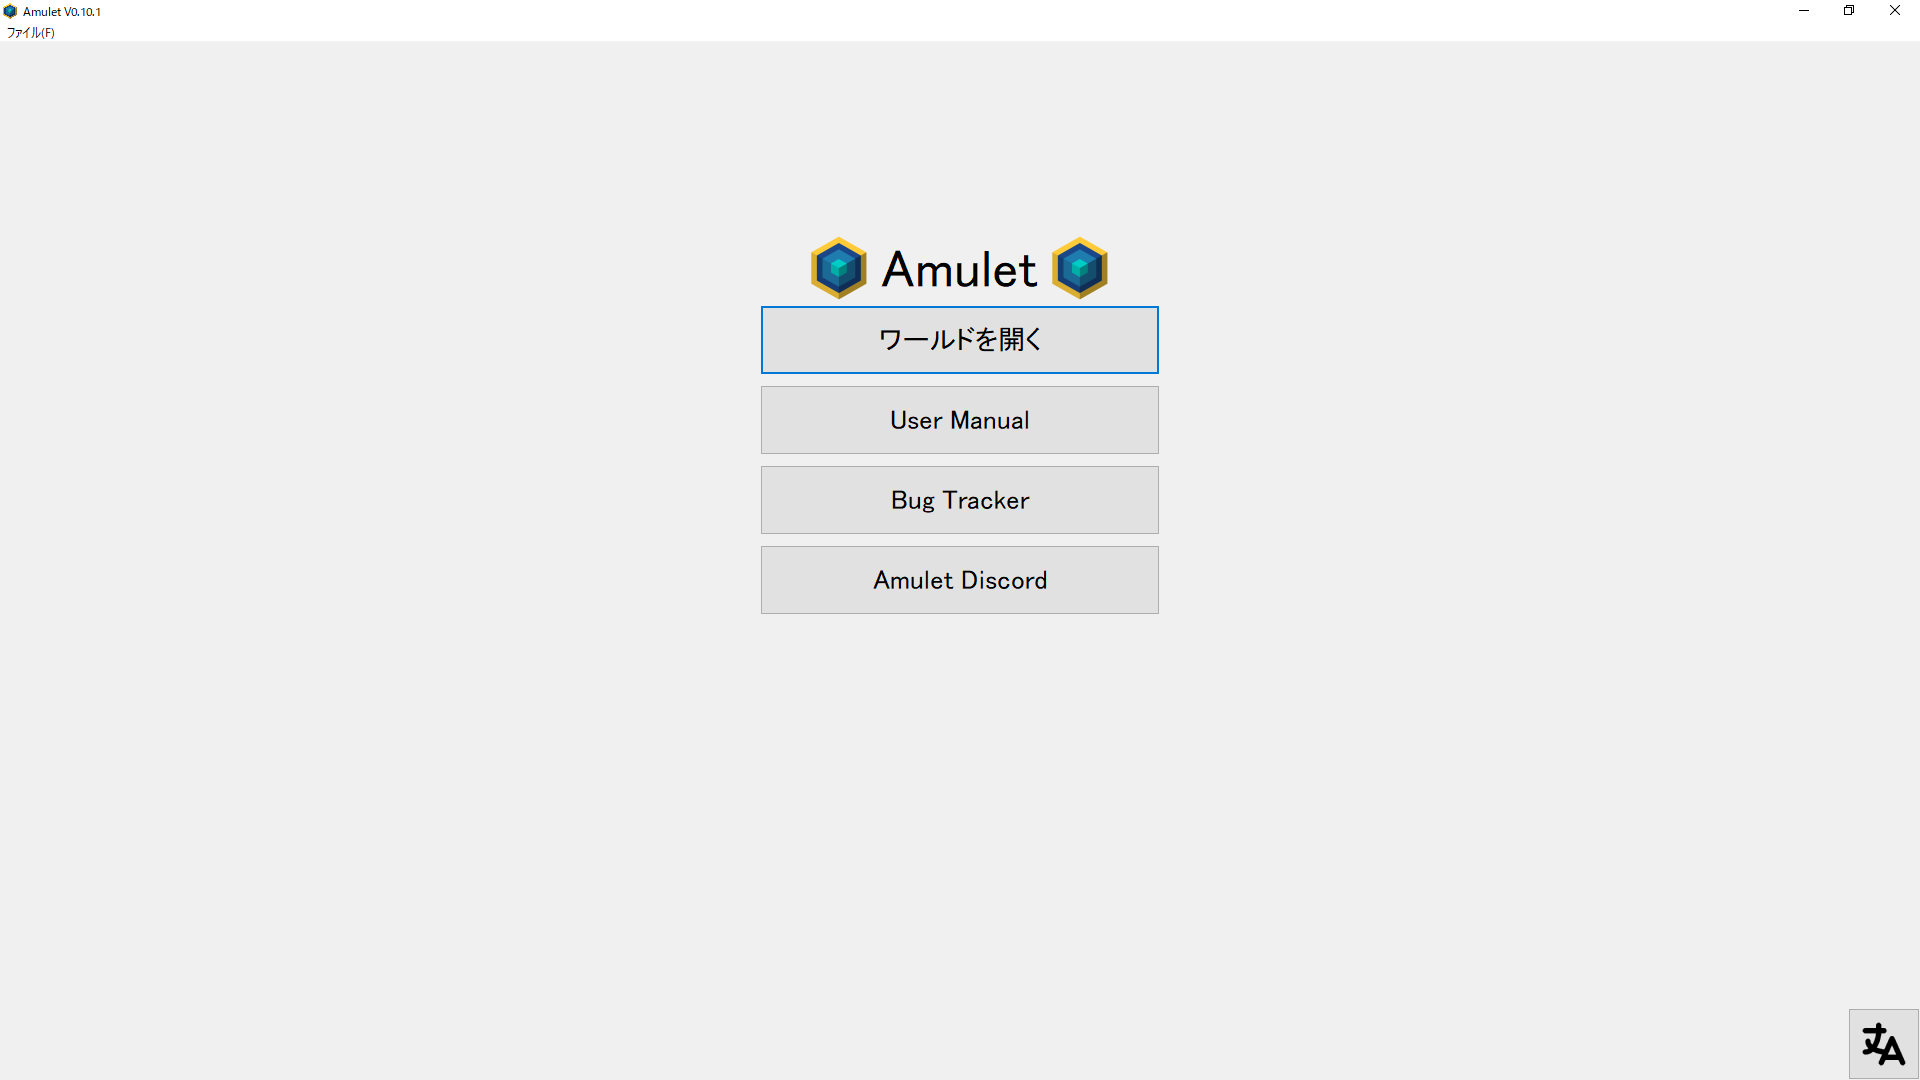 Amulet V0.10.1
ファイル(F)
Amulet
ワールドを開く
User Manual
Bug Tracker
Amulet Discord